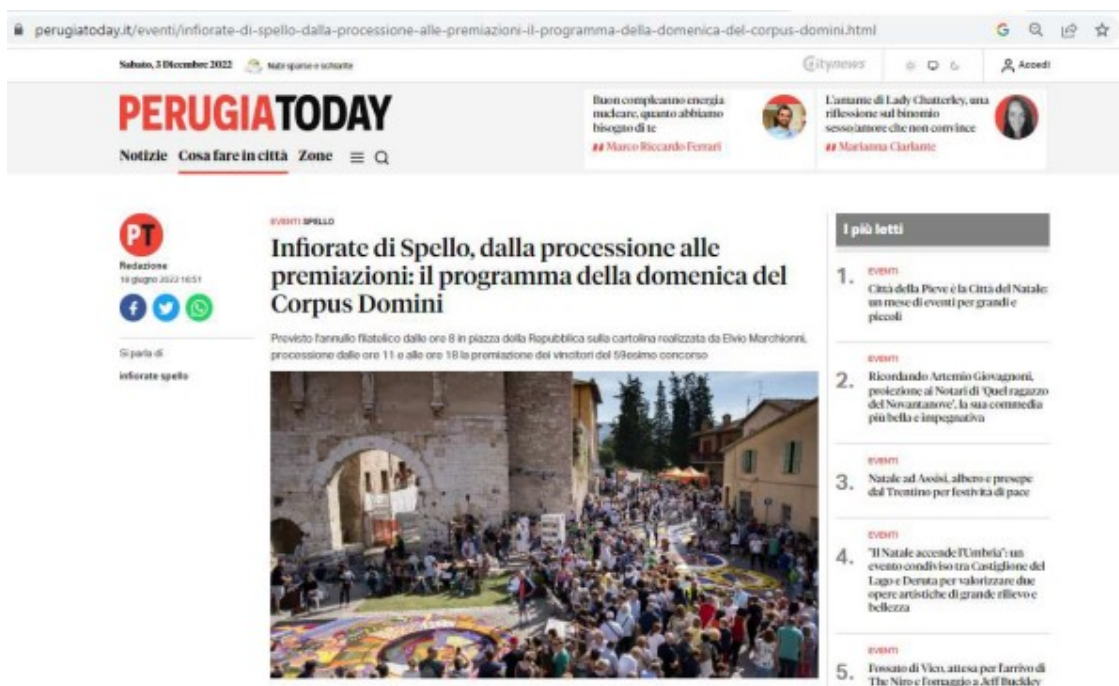 perugiatoday.it/eventi/infiorate-di-spello-dalla-processione-alle-premiazioni-il-programma-della-domenica-del-corpus-domini.html
Sabato, 3 Dicembre 2022
Nubi sparse e schiarite
Citynews
Accedi
PERUGIATODAY
Buon compleanno energia
nucleare, quanto abbiamo
bisogno di te
Marco Riccardo Ferrari
L'amante di Lady Chatterley, una
riflessione sul binomio
sesso/amore che non convince
Marianna Ciarlante
Notizie Cosa fare in città Zone
PT
Redazione
18 giugno 2022 16:51
Si parla di
infiorate spello
EVENTI SPELLO
Infiorate di Spello, dalla processione alle
premiazioni: il programma della domenica del
Corpus Domini
Previsto l'annullo filatelico dalle ore 8 in piazza della Repubblica sulla cartolina realizzata da Elvio Marchionni,
processione dalle ore 11 e alle ore 18 la premiazione dei vincitori del 59esimo concorso
I più letti
1. EVENTI
Città della Pieve è la Città del Natale:
un mese di eventi per grandi e
piccoli
2. EVENTI
Ricordando Artemio Giovagnoni,
proiezione ai Notari di 'Quel ragazzo
del Novantanove', la sua commedia
più bella e impegnativa
3. EVENTI
Natale ad Assisi, albero e presepe
dal Trentino per festività di pace
4. EVENTI
"Il Natale accende l'Umbria": un
evento condiviso tra Castiglione del
Lago e Deruta per valorizzare due
opere artistiche di grande rilievo e
bellezza
5. EVENTI
Fossato di Vico, attesa per l'arrivo di
The Niro e l'omaggio a Jeff Buckley